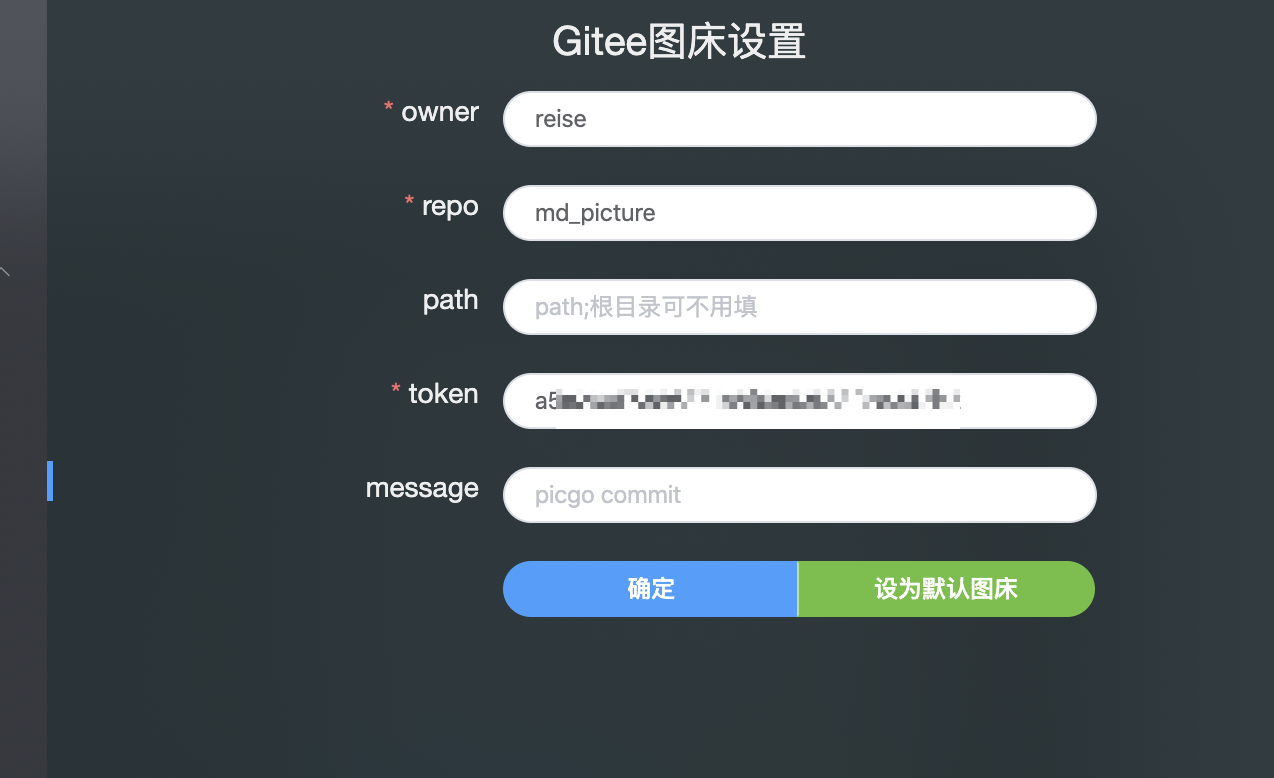 Gitee图床设置
* owner reise
* repo md_picture
path path;根目录可不用填
* token a5
message picgo commit
确定 设为默认图床